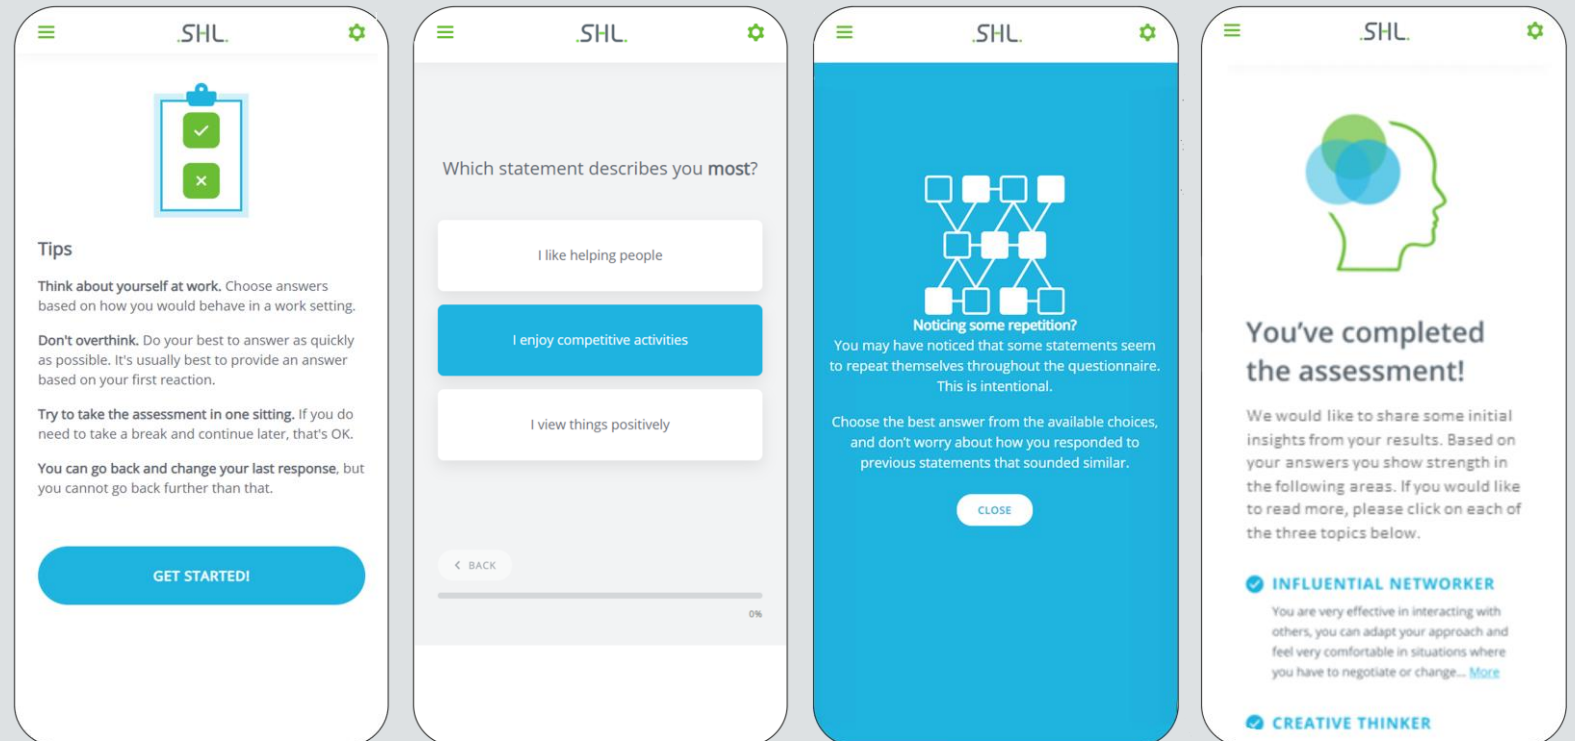 .SHL.
Tips
Think about yourself at work. Choose answers
based on how you would behave in a work setting.
Don't overthink. Do your best to answer as quickly
as possible. It's usually best to provide an answer
based on your first reaction.
Try to take the assessment in one sitting. If you do
need to take a break and continue later, that's OK.
You can go back and change your last response, but
you cannot go back further than that.
GET STARTED!
.SHL.
Which statement describes you most?
I like helping people
I enjoy competitive activities
I view things positively
< BACK
0%
.SHL.
Noticing some repetition?
You may have noticed that some statements seem
to repeat themselves throughout the questionnaire.
This is intentional.
Choose the best answer from the available choices,
and don't worry about how you responded to
previous statements that sounded similar.
CLOSE
.SHL.
You've completed
the assessment!
We would like to share some initial
insights from your results. Based on
your answers you show strength in
the following areas. If you would like
to read more, please click on each of
the three topics below.
INFLUENTIAL NETWORKER
You are very effective in interacting with
others, you can adapt your approach and
feel very comfortable in situations where
you have to negotiate or change... More
CREATIVE THINKER